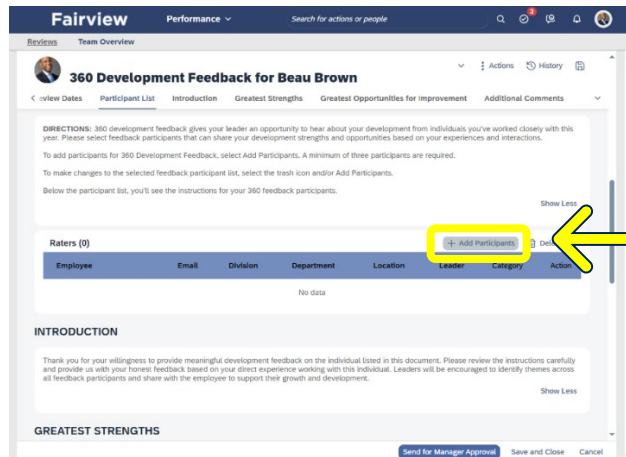 Fairview Performance Search for actions or people 3
Reviews Team Overview
360 Development Feedback for Beau Brown
Actions History
eview Dates Participant List Introduction Greatest Strengths Greatest Opportunities for Improvement Additional Comments
DIRECTIONS: 360 development feedback gives your leader an opportunity to hear about your development from individuals you've worked closely with this
year. Please select feedback participants that can share your development strengths and opportunities based on your experiences and interactions.
To add participants for 360 Development Feedback, select Add Participants. A minimum of three participants are required.
To make changes to the selected feedback participant list, select the trash icon and/or Add Participants.
Below the participant list, you'll see the instructions for your 360 feedback participants.
Show Less
Raters (0) + Add Participants
Employee Email Division Department Location Leader Category Action
No data
INTRODUCTION
Thank you for your willingness to provide meaningful development feedback on the individual listed in this document. Please review the instructions carefully
and provide us with your honest feedback based on your direct experience working with this individual. Leaders will be encouraged to identify themes across
all feedback participants and share with the employee to support their growth and development.
Show Less
GREATEST STRENGTHS
Send for Manager Approval Save and Close Cancel